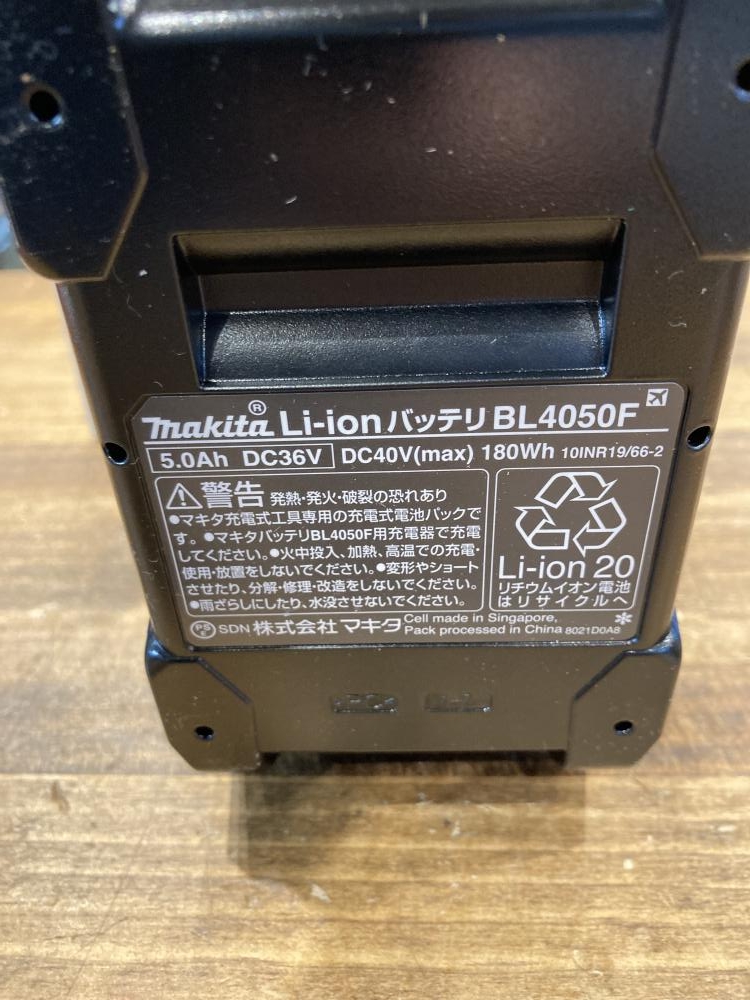 makita® Li-ion バッテリ BL4050F
5.0Ah DC36V DC40V(max) 180Wh 10INR19/66-2
警告 発熱・発火・破裂の恐れあり
●マキタ充電式工具専用の充電式電池パックで
す。●マキタバッテリBL4050F用充電器で充電
してください。●火中投入、加熱、高温での充電・
使用・放置をしないでください。●変形やショート
させたり、分解・修理・改造をしないでください。
●雨ざらしにしたり、水没させないでください。
Li-ion 20
リチウムイオン電池
はリサイクルへ
PS E SDN 株式会社 マキタ Cell made in Singapore,
Pack processed in China 8021D0A8 *